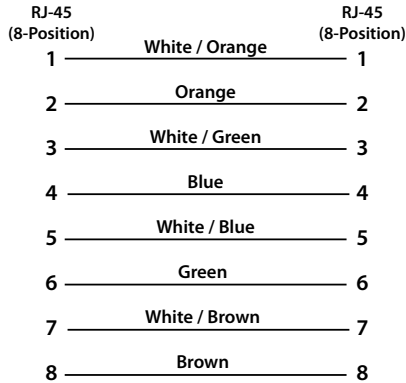 RJ-45 RJ-45
(8-Position) (8-Position)
1 White / Orange 1
2 Orange 2
3 White / Green 3
4 Blue 4
5 White / Blue 5
6 Green 6
7 White / Brown 7
8 Brown 8